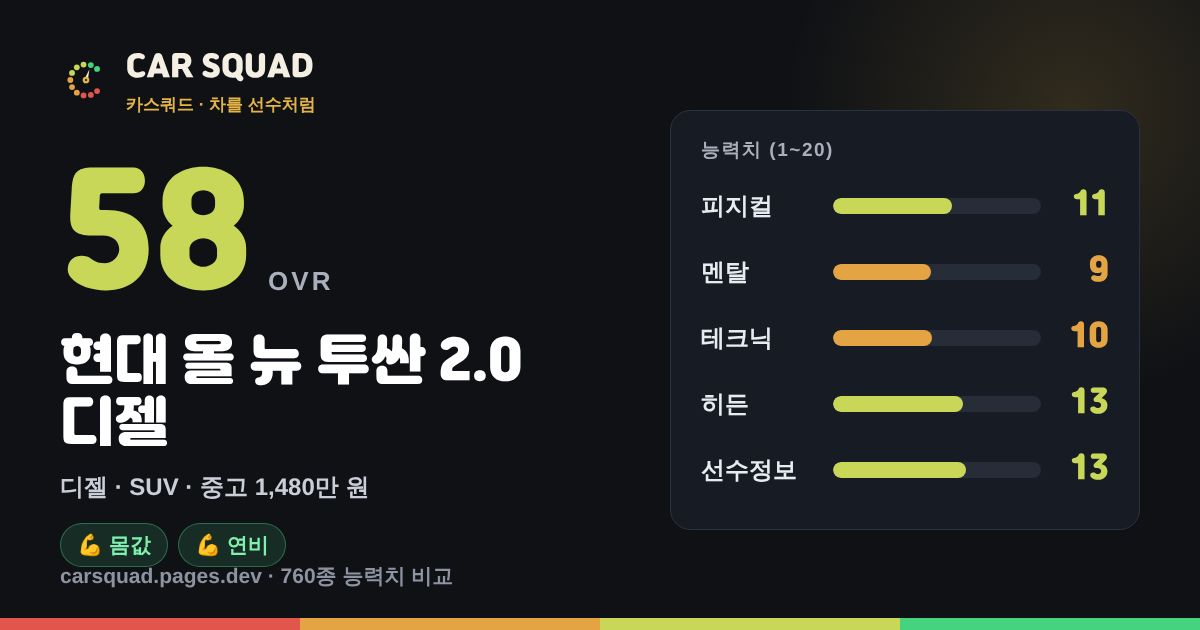 CAR SQUAD
카스쿼드 · 차를 선수처럼
58 OVR
현대 올 뉴 투싼 2.0
디젤
디젤 · SUV · 중고 1,480만 원
💪 몸값 💪 연비
carsquad.pages.dev · 760종 능력치 비교
능력치 (1~20)
피지컬 11
멘탈 9
테크닉 10
히든 13
선수정보 13